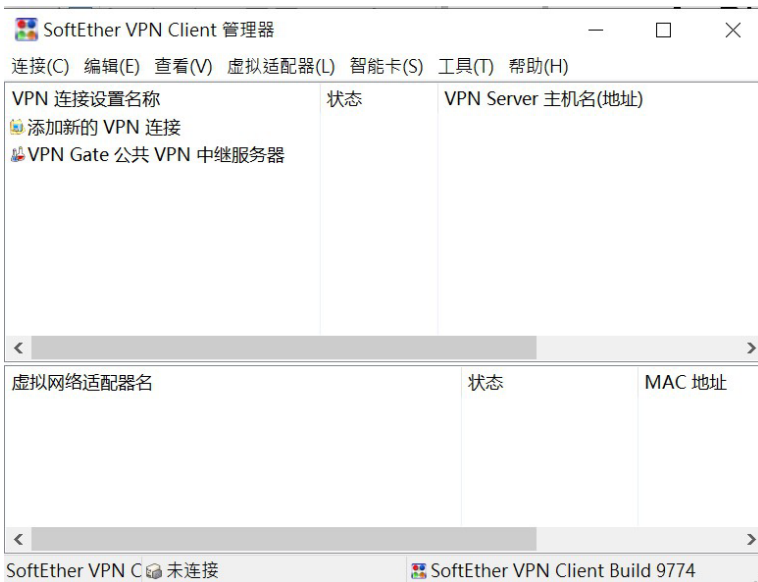 SoftEther VPN Client 管理器
连接(C) 编辑(E) 查看(V) 虚拟适配器(L) 智能卡(S) 工具(T) 帮助(H)
VPN 连接设置名称 状态 VPN Server 主机名(地址)
添加新的 VPN 连接
VPN Gate 公共 VPN 中继服务器
虚拟网络适配器名 状态 MAC 地址
SoftEther VPN C 未连接 SoftEther VPN Client Build 9774